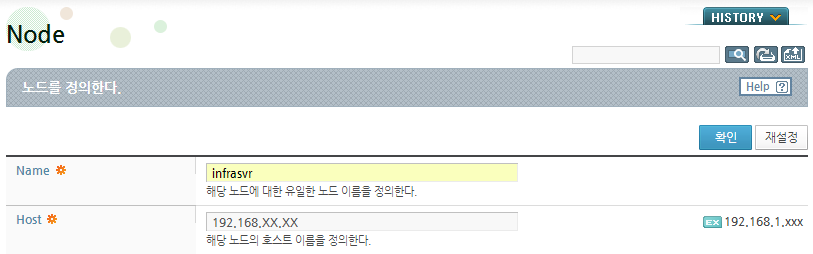 Node
HISTORY
XML
노드를 정의한다.
Help ?
확인
재설정
Name
infrasvr
해당 노드에 대한 유일한 노드 이름을 정의한다.
Host
192.168.XX.XX
EX 192.168.1.xxx
해당 노드의 호스트 이름을 정의한다.